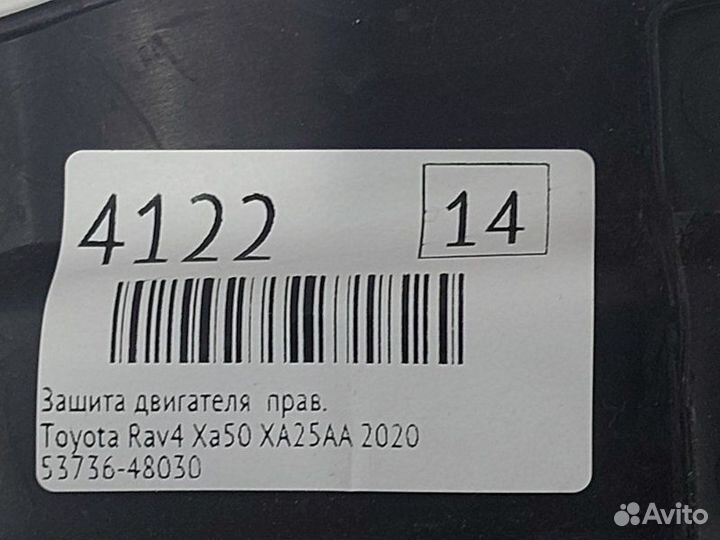 4122
14
Зашита двигателя прав.
Toyota Rav4 Xa50 XA25AA 2020
53736-48030
Avito